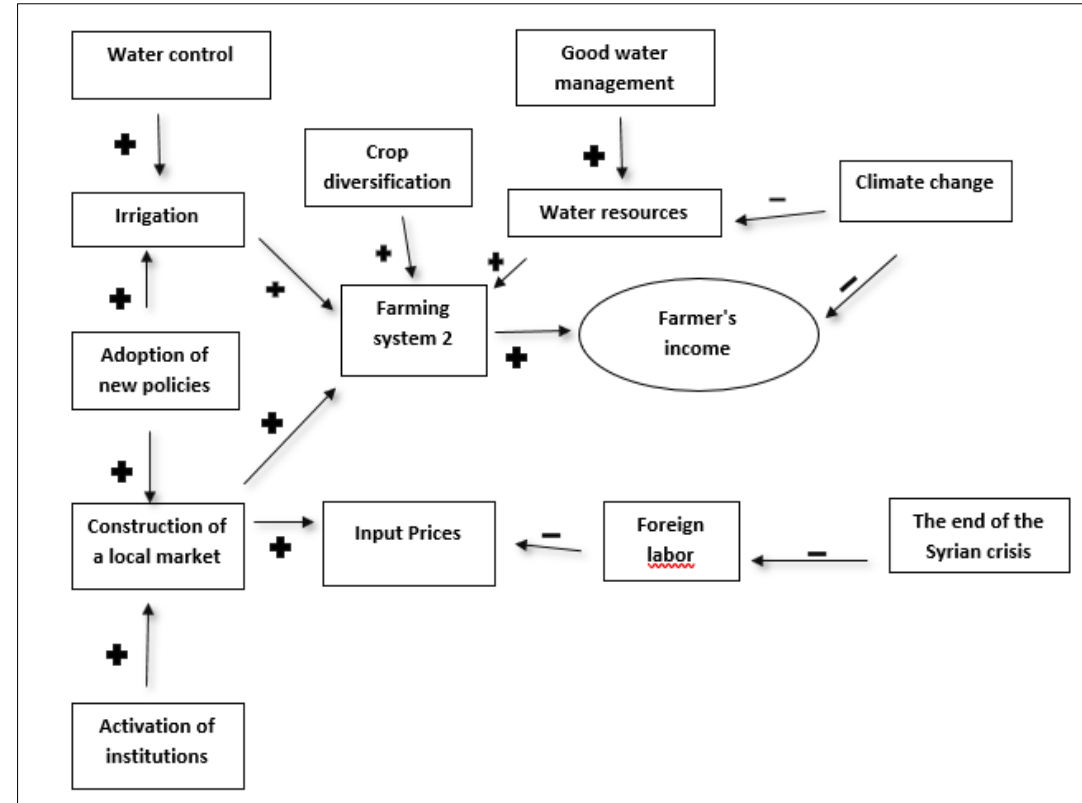 Water control
Good water
management
Crop
diversification
Climate change
Irrigation
Water resources
Farming
system 2
Farmer's
income
Adoption of
new policies
Construction of
a local market
Input Prices
Foreign
labor
The end of the
Syrian crisis
Activation of
institutions